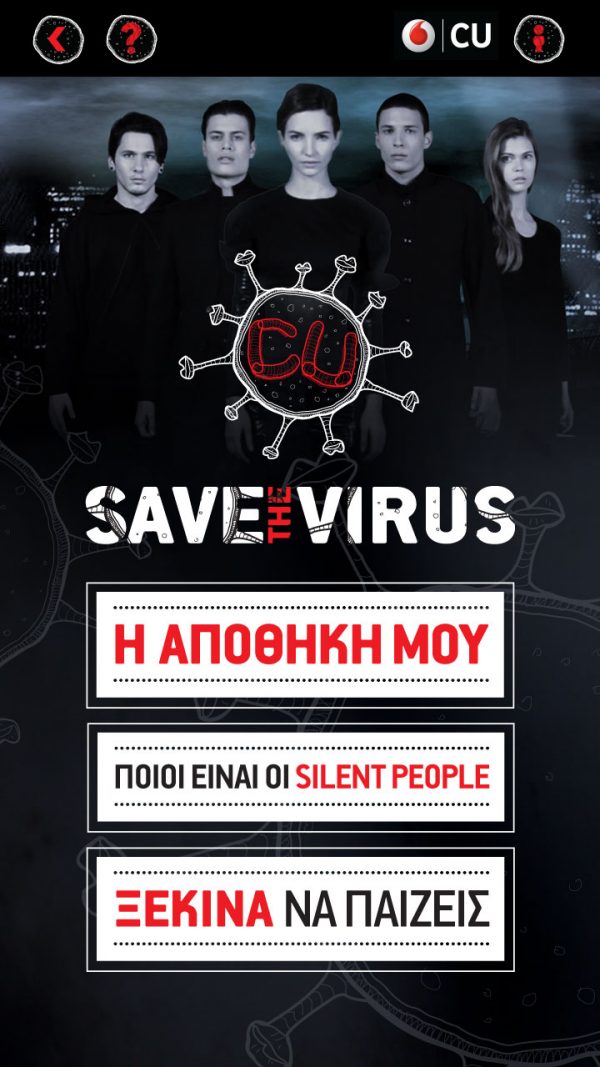 ?
CU
i
CU
SAVE THE VIRUS
Η ΑΠΟΘΗΚΗ ΜΟΥ
ΠΟΙΟΙ ΕΙΝΑΙ ΟΙ SILENT PEOPLE
ΞΕΚΙΝΑ ΝΑ ΠΑΙΖΕΙΣ